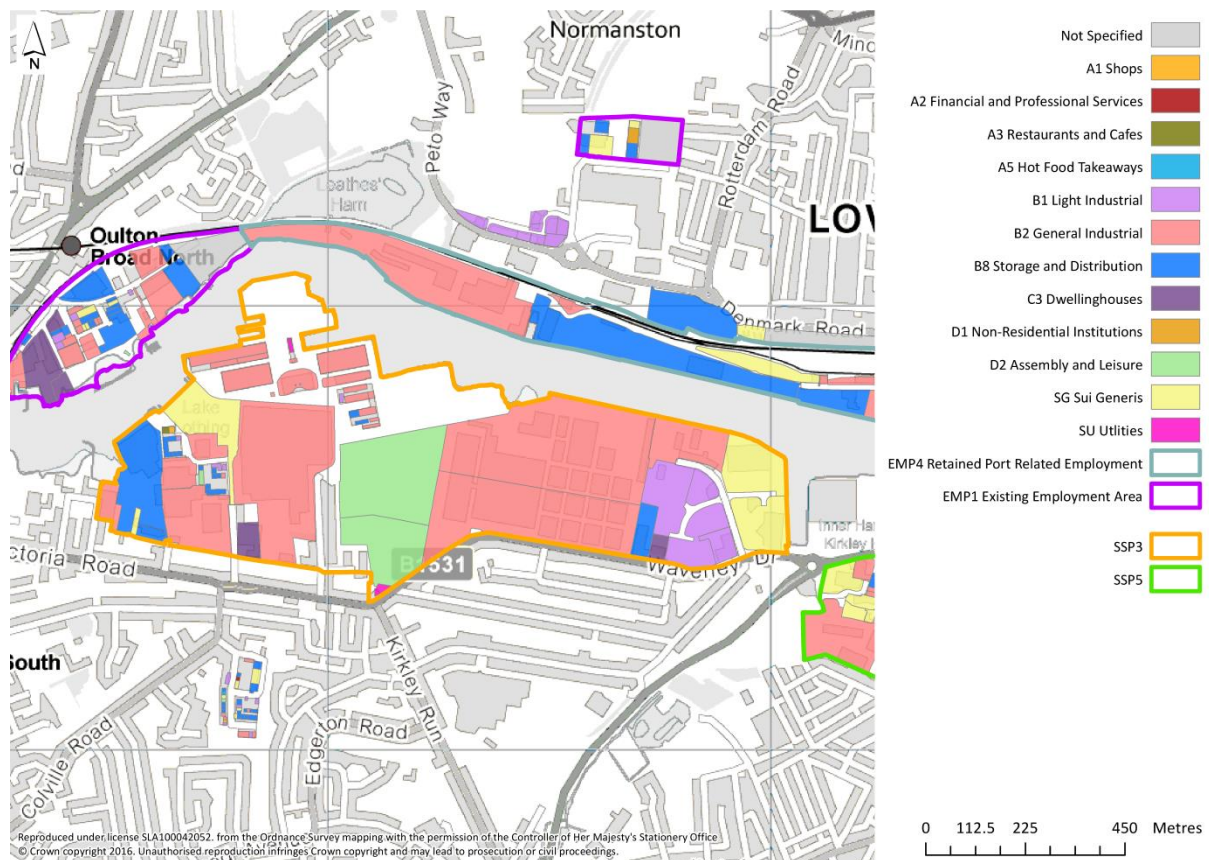 Normanston
Minc
N
Peto Way
Rotterdam Road
Loathes'
Ham
LOW
Oulton
Broad North
Denmark Road
Lake
Lothing
Inner Ha
Kirkley
ctoria Road
B1531
Waveney Dr
South
Kirkley Run
Colville Road
Edgerton Road
Reproduced under license SLA100042052. from the Ordnance Survey mapping with the permission of the Controller of Her Majesty's Stationery Office
© Crown copyright 2016. Unauthorised reproduction infringes Crown copyright and may lead to prosecution or civil proceedings.
Not Specified
A1 Shops
A2 Financial and Professional Services
A3 Restaurants and Cafes
A5 Hot Food Takeaways
B1 Light Industrial
B2 General Industrial
B8 Storage and Distribution
C3 Dwellinghouses
D1 Non-Residential Institutions
D2 Assembly and Leisure
SG Sui Generis
SU Utlities
EMP4 Retained Port Related Employment
EMP1 Existing Employment Area
SSP3
SSP5
0 112.5 225 450 Metres